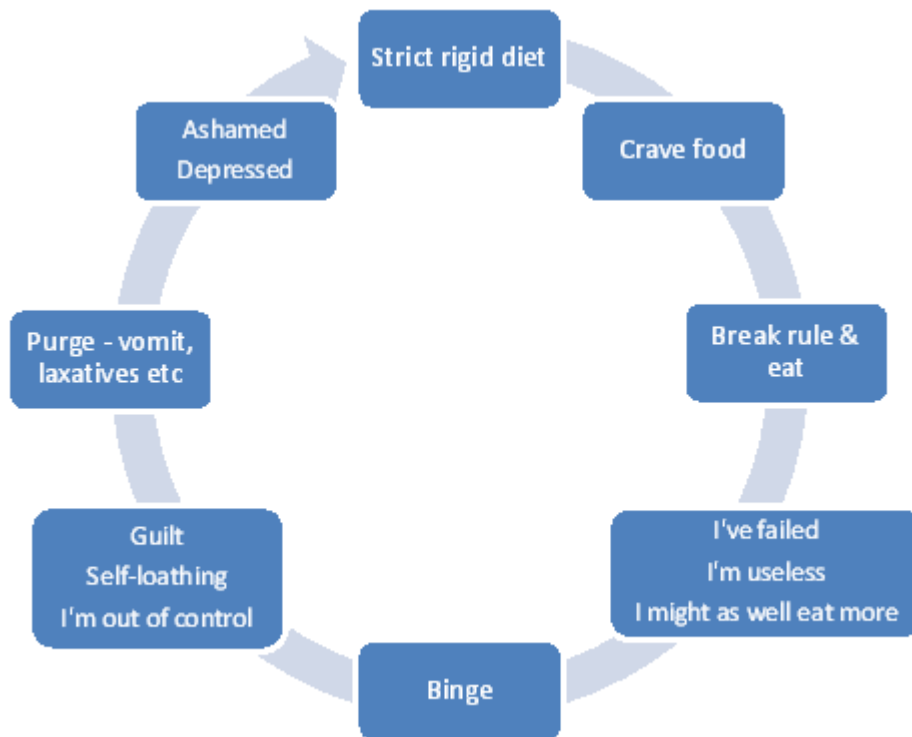 Strict rigid diet
Crave food
Break rule &
eat
I've failed
I'm useless
I might as well eat more
Binge
Guilt
Self-loathing
I'm out of control
Purge - vomit,
laxatives etc
Ashamed
Depressed